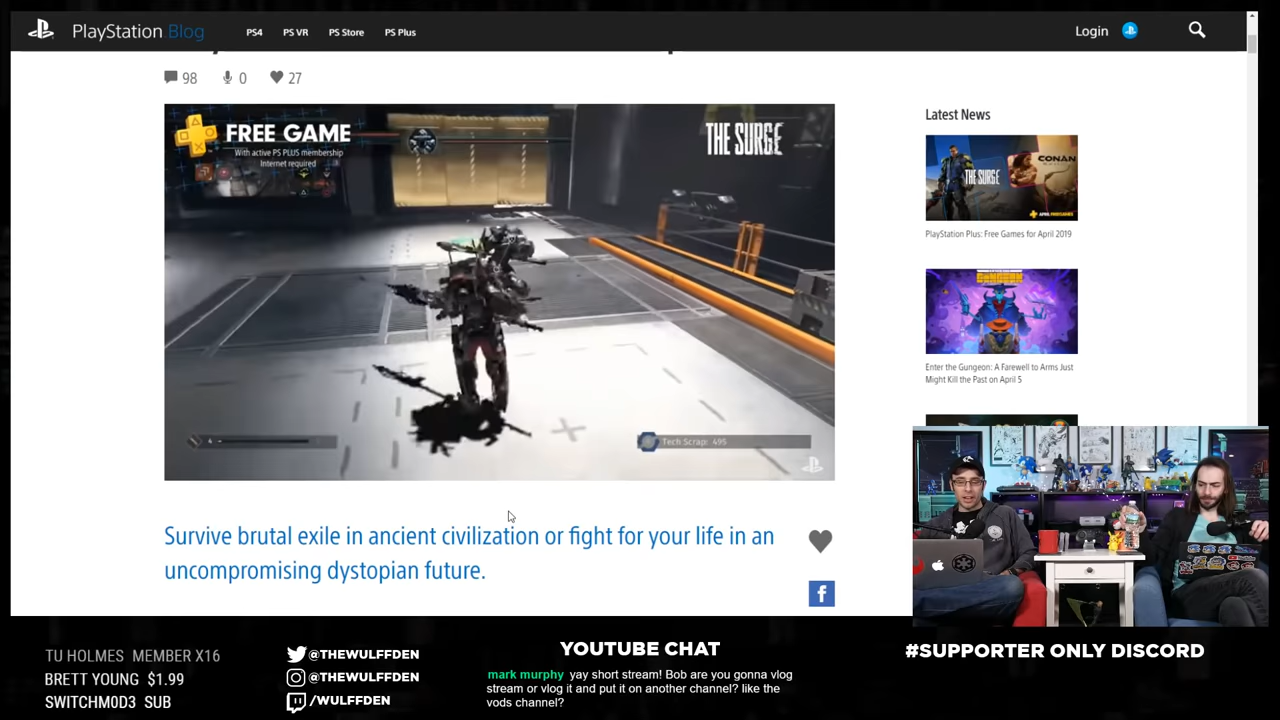 PlayStation Blog
PS4
PS VR
PS Store
PS Plus
Login
98
0
27
FREE GAME
With active PS PLUS membership
Internet required
THE SURGE
Tech Scrap: 495
Survive brutal exile in ancient civilization or fight for your life in an
uncompromising dystopian future.
Latest News
THE SURGE
CONAN
PlayStation Plus: Free Games for April 2019
GUNGEON
Enter the Gungeon: A Farewell to Arms Just
Might Kill the Past on April 5
TU HOLMES MEMBER X16
BRETT YOUNG $1.99
SWITCHM0D3 SUB
@THEWULFFDEN
@THEWULFFDEN
/WULFFDEN
YOUTUBE CHAT
mark murphy yay short stream! Bob are you gonna vlog
stream or vlog it and put it on another channel? like the
vods channel?
#SUPPORTER ONLY DISCORD